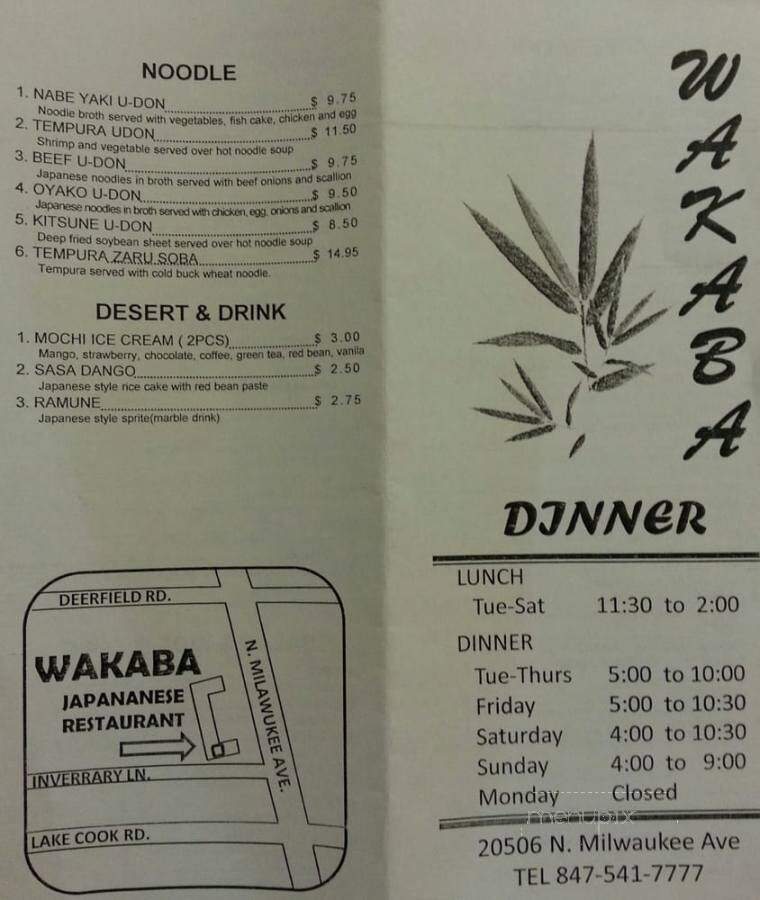 NOODLE
1. NABE YAKI U-DON $ 9.75
Noodle broth served with vegetables, fish cake, chicken and egg
2. TEMPURA UDON $ 11.50
Shrimp and vegetable served over hot noodle soup
3. BEEF U-DON $ 9.75
Japanese noodles in broth served with beef onions and scallion
4. OYAKO U-DON $ 9.50
Japanese noodles in broth served with chicken, egg, onions and scallion
5. KITSUNE U-DON $ 8.50
Deep fried soybean sheet served over hot noodle soup
6. TEMPURA ZARU SOBA $ 14.95
Tempura served with cold buck wheat noodle.
DESERT & DRINK
1. MOCHI ICE CREAM ( 2PCS) $ 3.00
Mango, strawberry, chocolate, coffee, green tea, red bean, vanila
2. SASA DANGO $ 2.50
Japanese style rice cake with red bean paste
3. RAMUNE $ 2.75
Japanese style sprite(marble drink)
DEERFIELD RD.
WAKABA
JAPANANESE
RESTAURANT
N. MILAWUKEE AVE.
INVERRARY LN.
LAKE COOK RD.
WAKABA
DINNER
LUNCH
Tue-Sat 11:30 to 2:00
DINNER
Tue-Thurs 5:00 to 10:00
Friday 5:00 to 10:30
Saturday 4:00 to 10:30
Sunday 4:00 to 9:00
Monday Closed
menupix
20506 N. Milwaukee Ave
TEL 847-541-7777